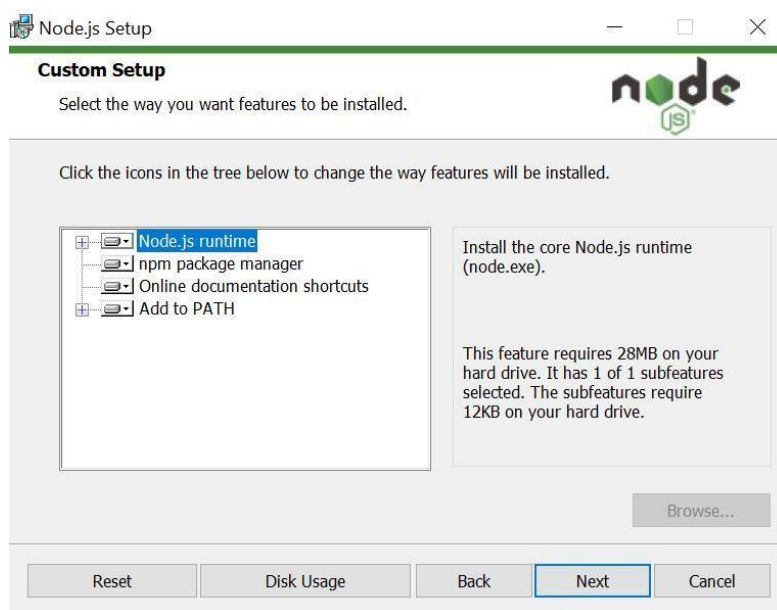 Node.js Setup
Custom Setup
Select the way you want features to be installed.
node
JS
Click the icons in the tree below to change the way features will be installed.
Node.js runtime
npm package manager
Online documentation shortcuts
Add to PATH
Install the core Node.js runtime
(node.exe).
This feature requires 28MB on your
hard drive. It has 1 of 1 subfeatures
selected. The subfeatures require
12KB on your hard drive.
Browse...
Reset
Disk Usage
Back
Next
Cancel